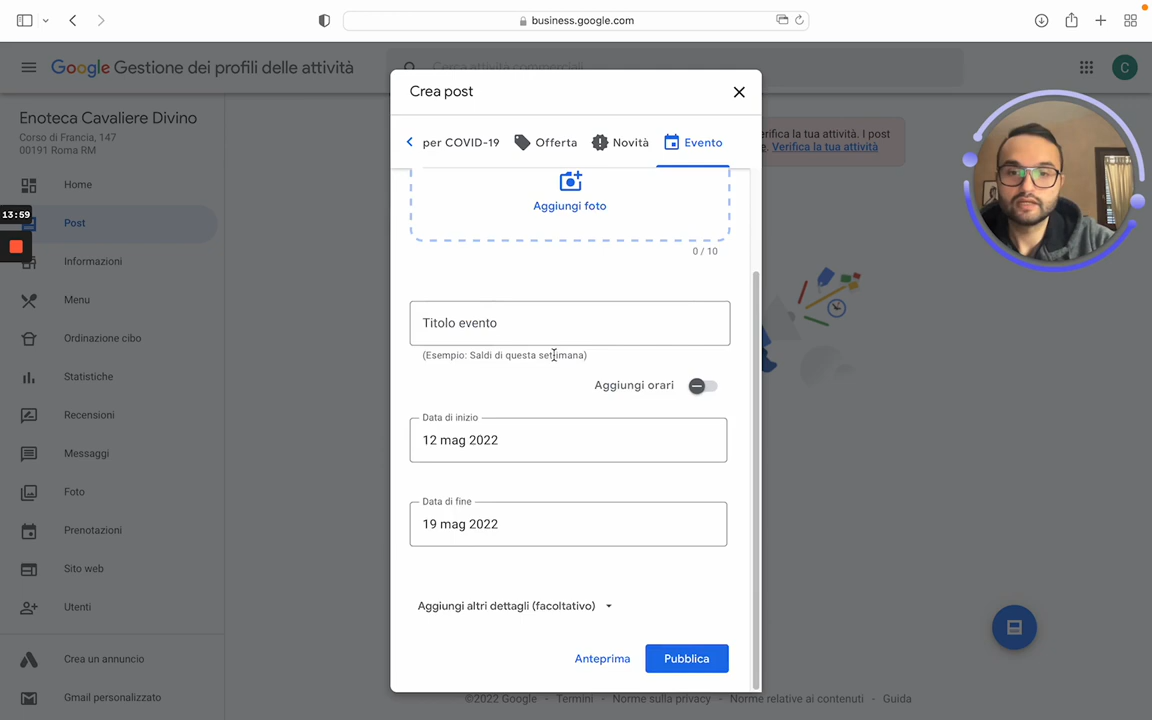 business.google.com
Google Gestione dei profili delle attività
Cerca attività commerciali
C
Enoteca Cavaliere Divino
Corso di Francia, 147
00191 Roma RM
Home
13:59
Post
Informazioni
Menu
Ordinazione cibo
Statistiche
Recensioni
Messaggi
Foto
Prenotazioni
Sito web
Utenti
Crea un annuncio
Gmail personalizzato
Crea post
per COVID-19
Offerta
Novità
Evento
Aggiungi foto
0 / 10
Titolo evento
(Esempio: Saldi di questa settimana)
Aggiungi orari
Data di inizio
12 mag 2022
Data di fine
19 mag 2022
Aggiungi altri dettagli (facoltativo)
Anteprima
Pubblica
verifica la tua attività. I post
Verifica la tua attività
©2022 Google - Termini - Norme sulla privacy - Norme relative ai contenuti - Guida